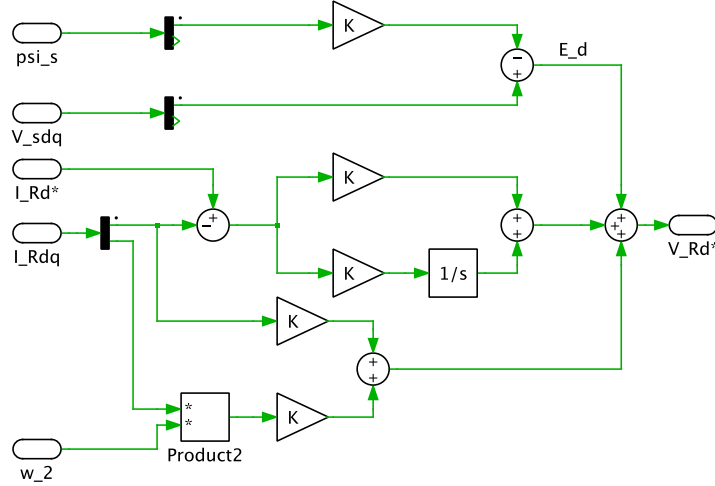 psi_s
K
-
+
E_d
V_sdq
I_Rd*
I_Rdq
+
-
K
K
1/s
+
+
+
+
+
V_Rd*
K
+
+
*
*
Product2
K
w_2